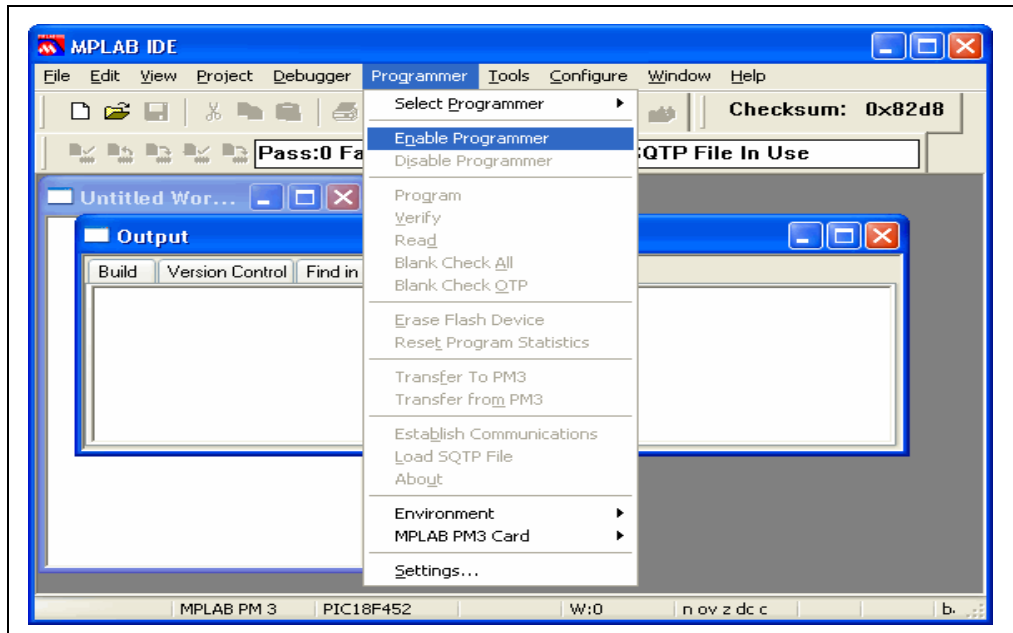 MPLAB IDE
File Edit View Project Debugger Programmer Tools Configure Window Help
Checksum: 0x82d8
Pass:0 Fa
SQTP File In Use
Select Programmer
Enable Programmer
Disable Programmer
Program
Verify
Read
Blank Check All
Blank Check OTP
Erase Flash Device
Reset Program Statistics
Transfer To PM3
Transfer from PM3
Establish Communications
Load SQTP File
About
Environment
MPLAB PM3 Card
Settings...
Untitled Wor...
Output
Build Version Control Find in
MPLAB PM 3 PIC18F452 W:0 n ov z dc c